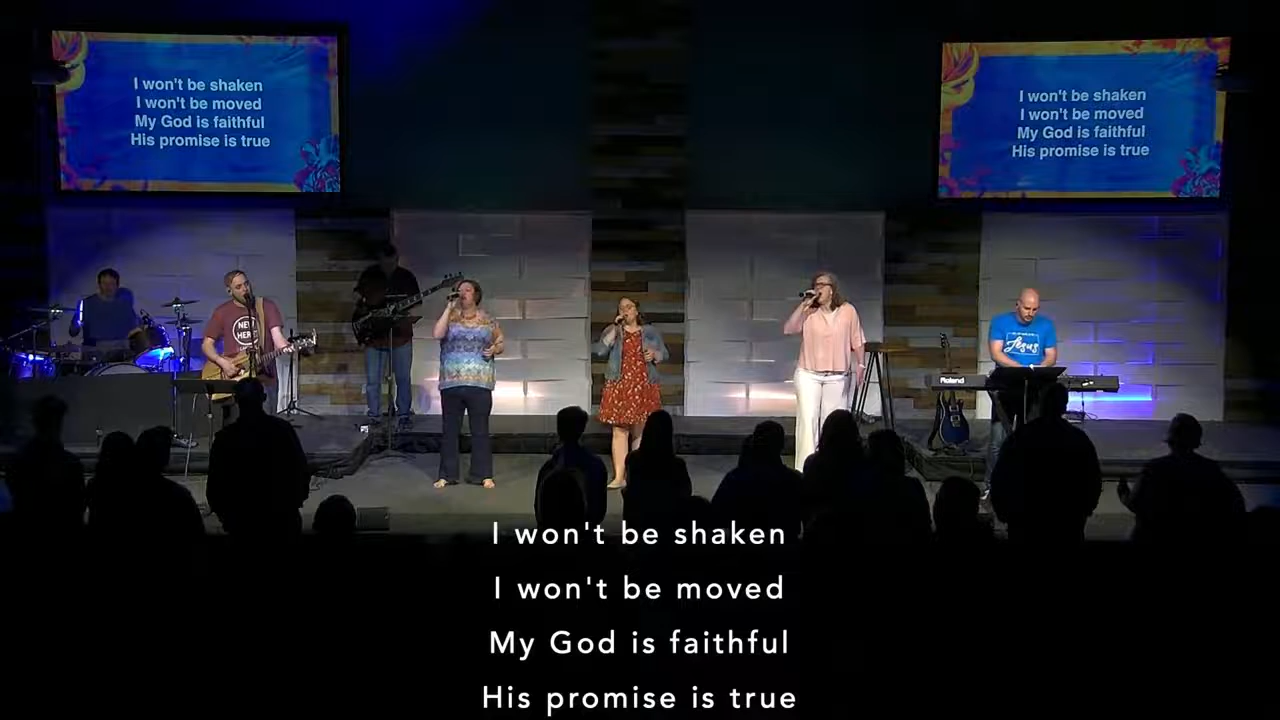 I won't be shaken
I won't be moved
My God is faithful
His promise is true
I won't be shaken
I won't be moved
My God is faithful
His promise is true
NEW
HERE
Jesus
Roland
I won't be shaken
I won't be moved
My God is faithful
His promise is true